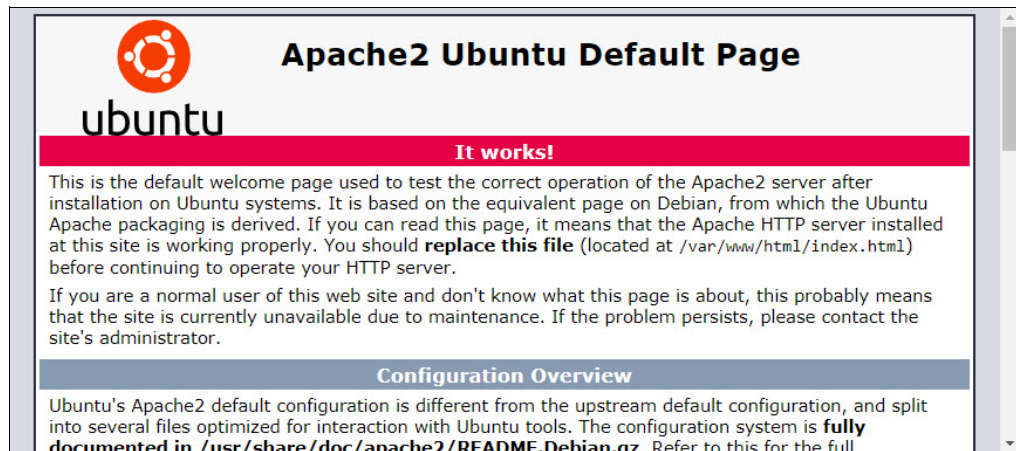 Apache2 Ubuntu Default Page
ubuntu
It works!
This is the default welcome page used to test the correct operation of the Apache2 server after
installation on Ubuntu systems. It is based on the equivalent page on Debian, from which the Ubuntu
Apache packaging is derived. If you can read this page, it means that the Apache HTTP server installed
at this site is working properly. You should replace this file (located at /var/www/html/index.html)
before continuing to operate your HTTP server.
If you are a normal user of this web site and don't know what this page is about, this probably means
that the site is currently unavailable due to maintenance. If the problem persists, please contact the
site's administrator.
Configuration Overview
Ubuntu's Apache2 default configuration is different from the upstream default configuration, and split
into several files optimized for interaction with Ubuntu tools. The configuration system is fully
documented in /usr/share/doc/apache2/README.Debian.gz. Refer to this for the full